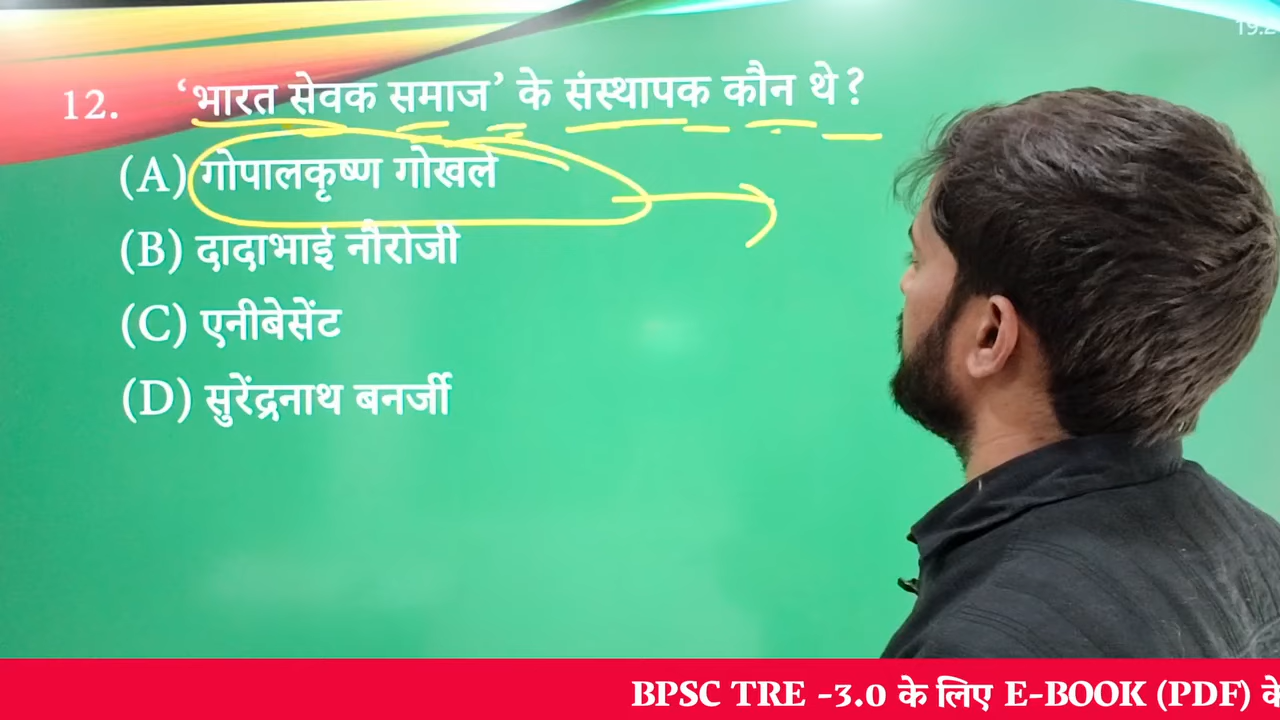 12. 'भारत सेवक समाज' के संस्थापक कौन थे?
(A) गोपालकृष्ण गोखले
(B) दादाभाई नौरोजी
(C) एनीबेसेंट
(D) सुरेंद्रनाथ बनर्जी
BPSC TRE -3.0 के लिए E-BOOK (PDF) के